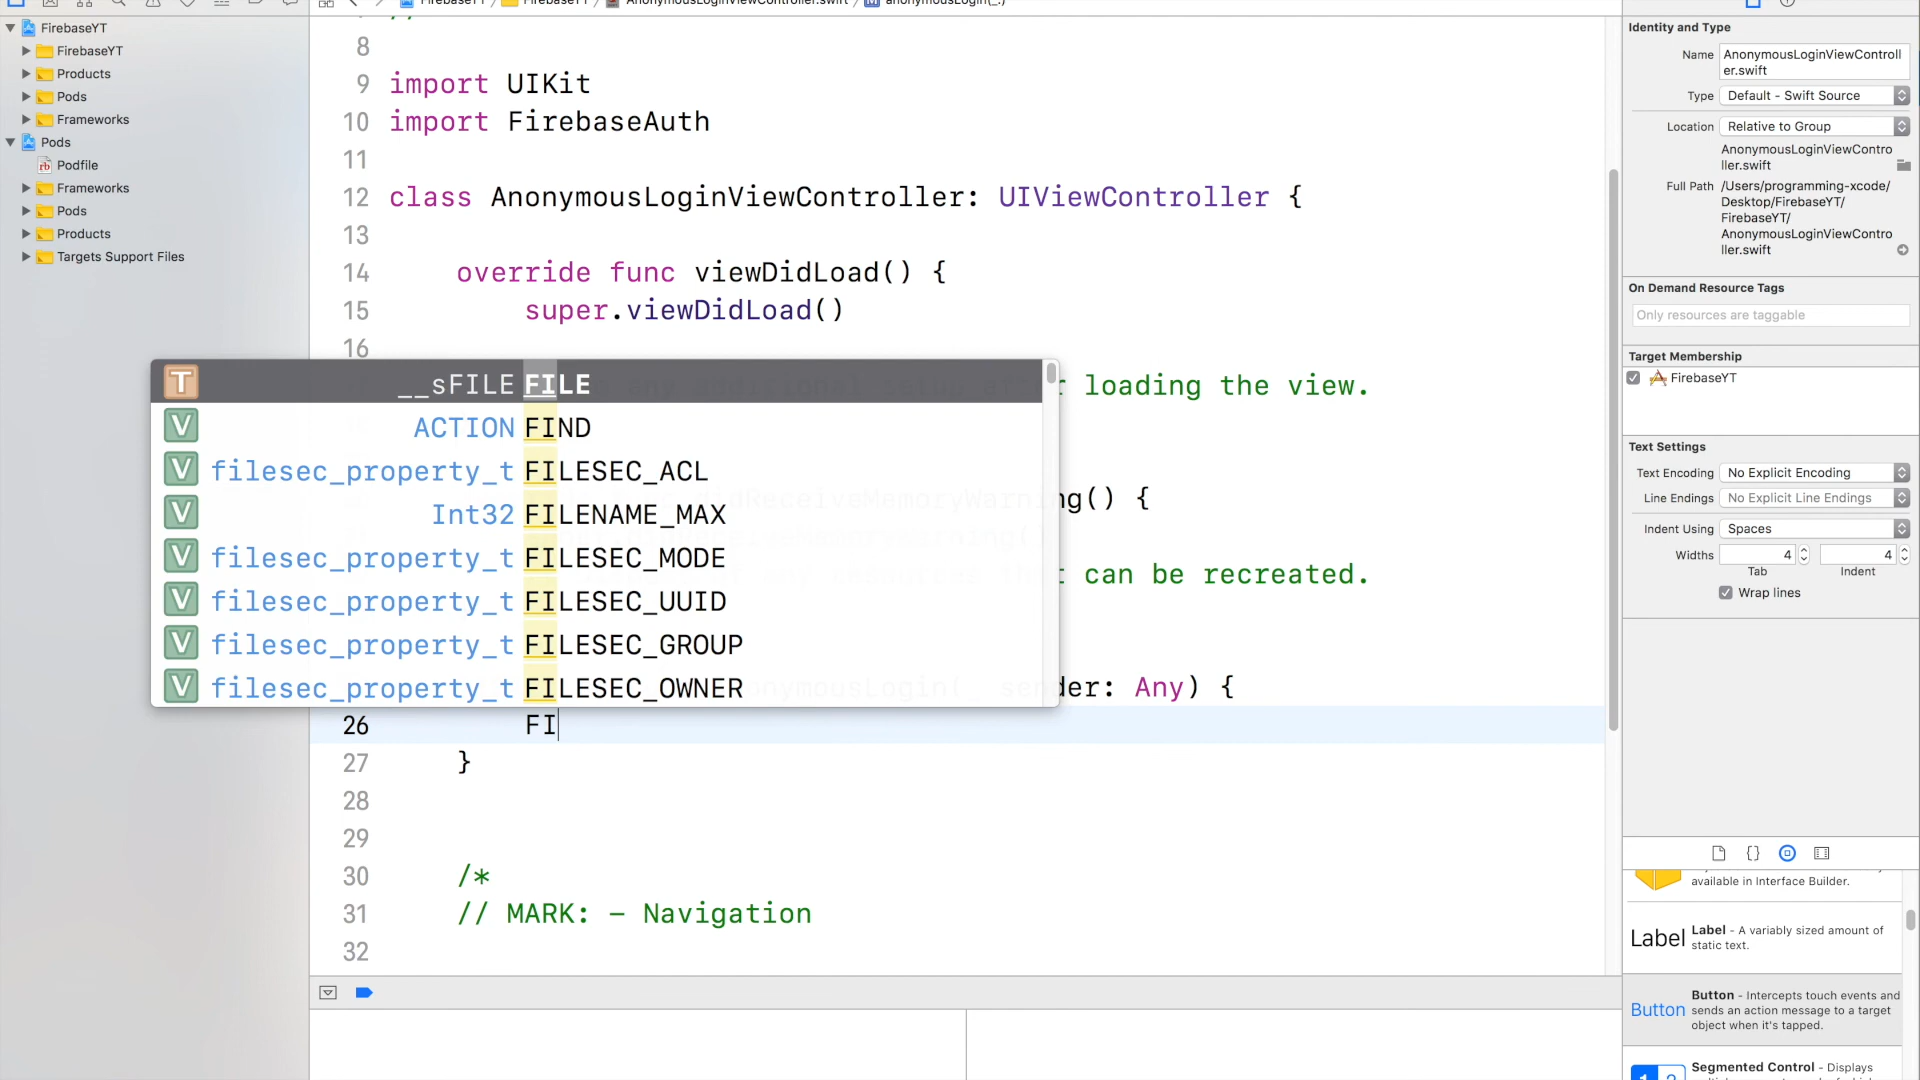 FirebaseYT
FirebaseYT
Products
Pods
Frameworks
Pods
Podfile
Frameworks
Pods
Products
Targets Support Files
8
9 import UIKit
10 import FirebaseAuth
11
12 class AnonymousLoginViewController: UIViewController {
13
14 override func viewDidLoad() {
15 super.viewDidLoad()
16
loading the view.
ng() {
can be recreated.
der: Any) {
__sFILE FILE
ACTION FIND
filesec_property_t FILESEC_ACL
Int32 FILENAME_MAX
filesec_property_t FILESEC_MODE
filesec_property_t FILESEC_UUID
filesec_property_t FILESEC_GROUP
filesec_property_t FILESEC_OWNER
26 FI
27 }
28
29
30 /*
31 // MARK: - Navigation
32
Identity and Type
Name AnonymousLoginViewControll
er.swift
Type Default - Swift Source
Location Relative to Group
AnonymousLoginViewContro
ller.swift
Full Path /Users/programming-xcode/
Desktop/FirebaseYT/
FirebaseYT/
AnonymousLoginViewContro
ller.swift
On Demand Resource Tags
Only resources are taggable
Target Membership
FirebaseYT
Text Settings
Text Encoding No Explicit Encoding
Line Endings No Explicit Line Endings
Indent Using Spaces
Widths 4 4
Tab Indent
Wrap lines
available in Interface Builder.
Label Label - A variably sized amount of
static text.
Button Button - Intercepts touch events and
sends an action message to a target
object when it's tapped.
Segmented Control - Displays